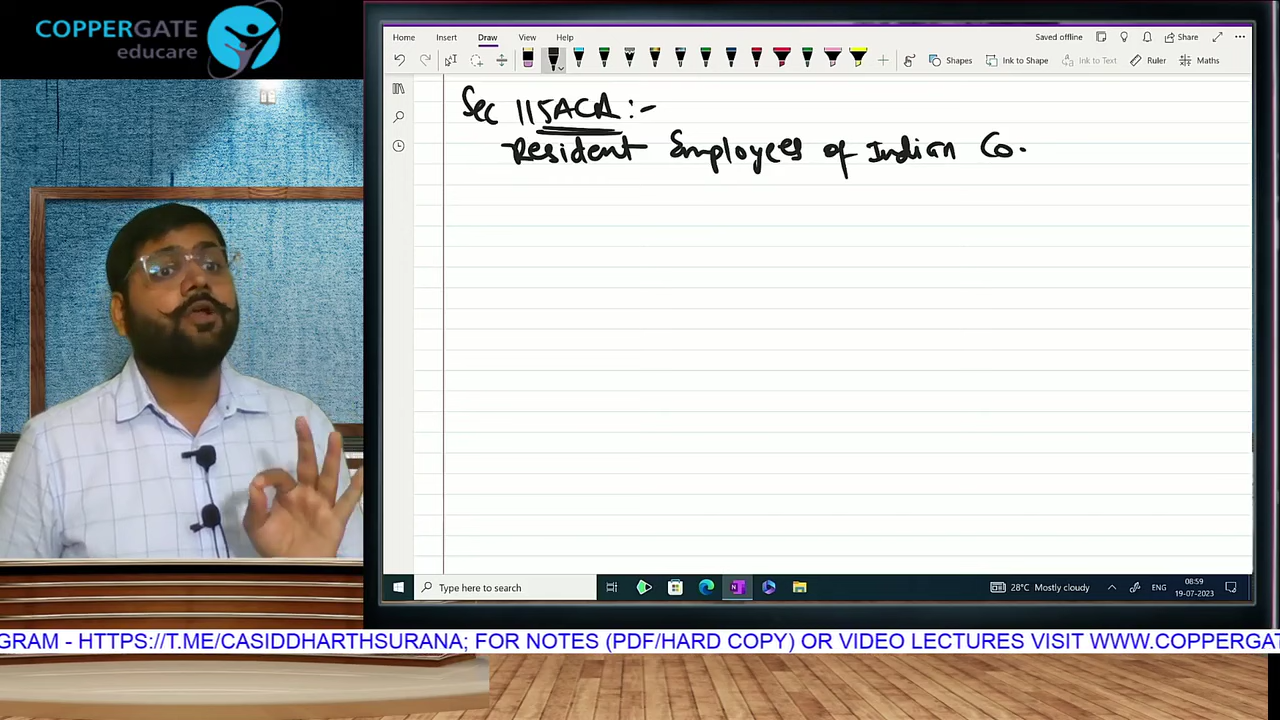 COPPERGATE
educare
Home Insert Draw View Help
Saved offline
Share
Shapes
Ink to Shape
Ink to Text
Ruler
Maths
Sec 115ACA :-
Resident Employees of Indian Co.
Type here to search
28°C Mostly cloudy
ENG
08:59
19-07-2023
GRAM - HTTPS://T.ME/CASIDDHARTHSURANA; FOR NOTES (PDF/HARD COPY) OR VIDEO LECTURES VISIT WWW.COPPERGAT